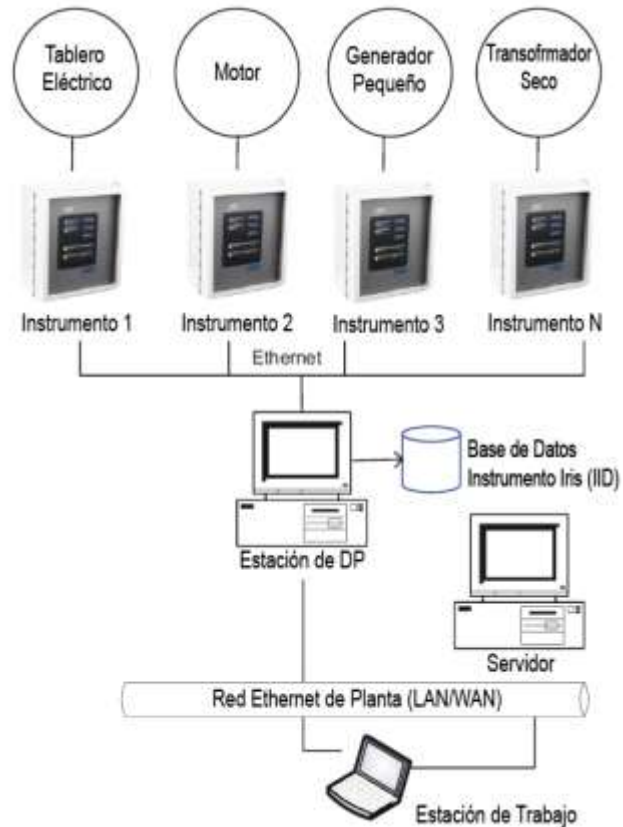 Tablero
Eléctrico
Motor
Generador
Pequeño
Transofrmador
Seco
Instrumento 1
Instrumento 2
Instrumento 3
Instrumento N
Ethernet
Base de Datos
Instrumento Iris (IID)
Estación de DP
Servidor
Red Ethernet de Planta (LAN/WAN)
Estación de Trabajo